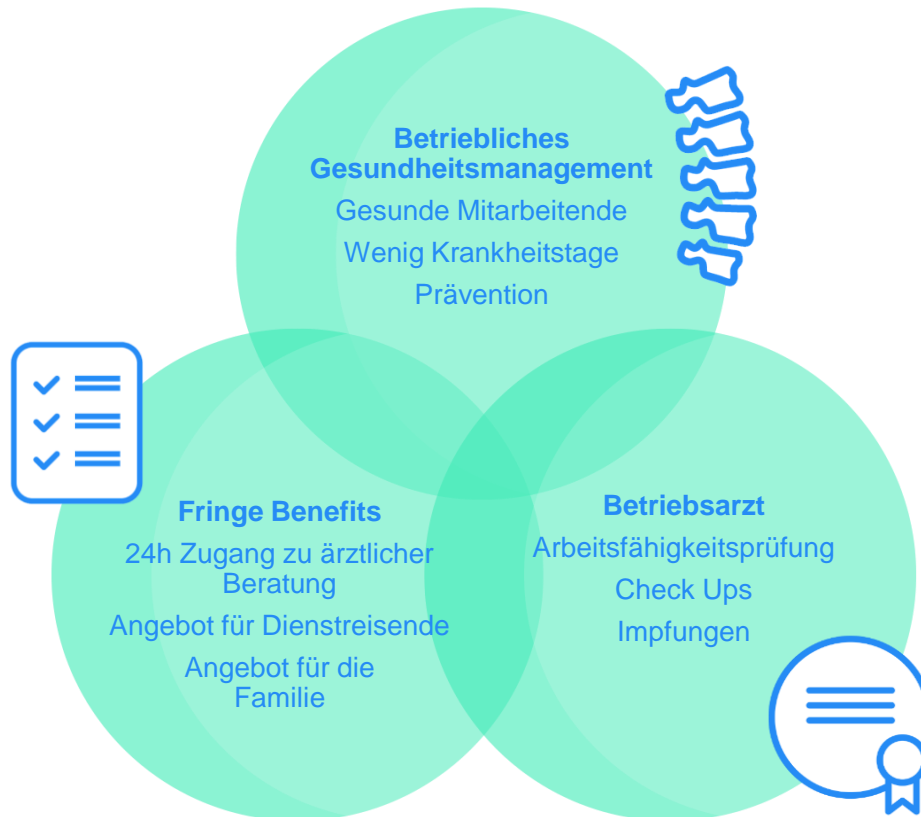 Betriebliches
Gesundheitsmanagement
Gesunde Mitarbeitende
Wenig Krankheitstage
Prävention
Fringe Benefits
24h Zugang zu ärztlicher
Beratung
Angebot für Dienstreisende
Angebot für die
Familie
Betriebsarzt
Arbeitsfähigkeitsprüfung
Check Ups
Impfungen